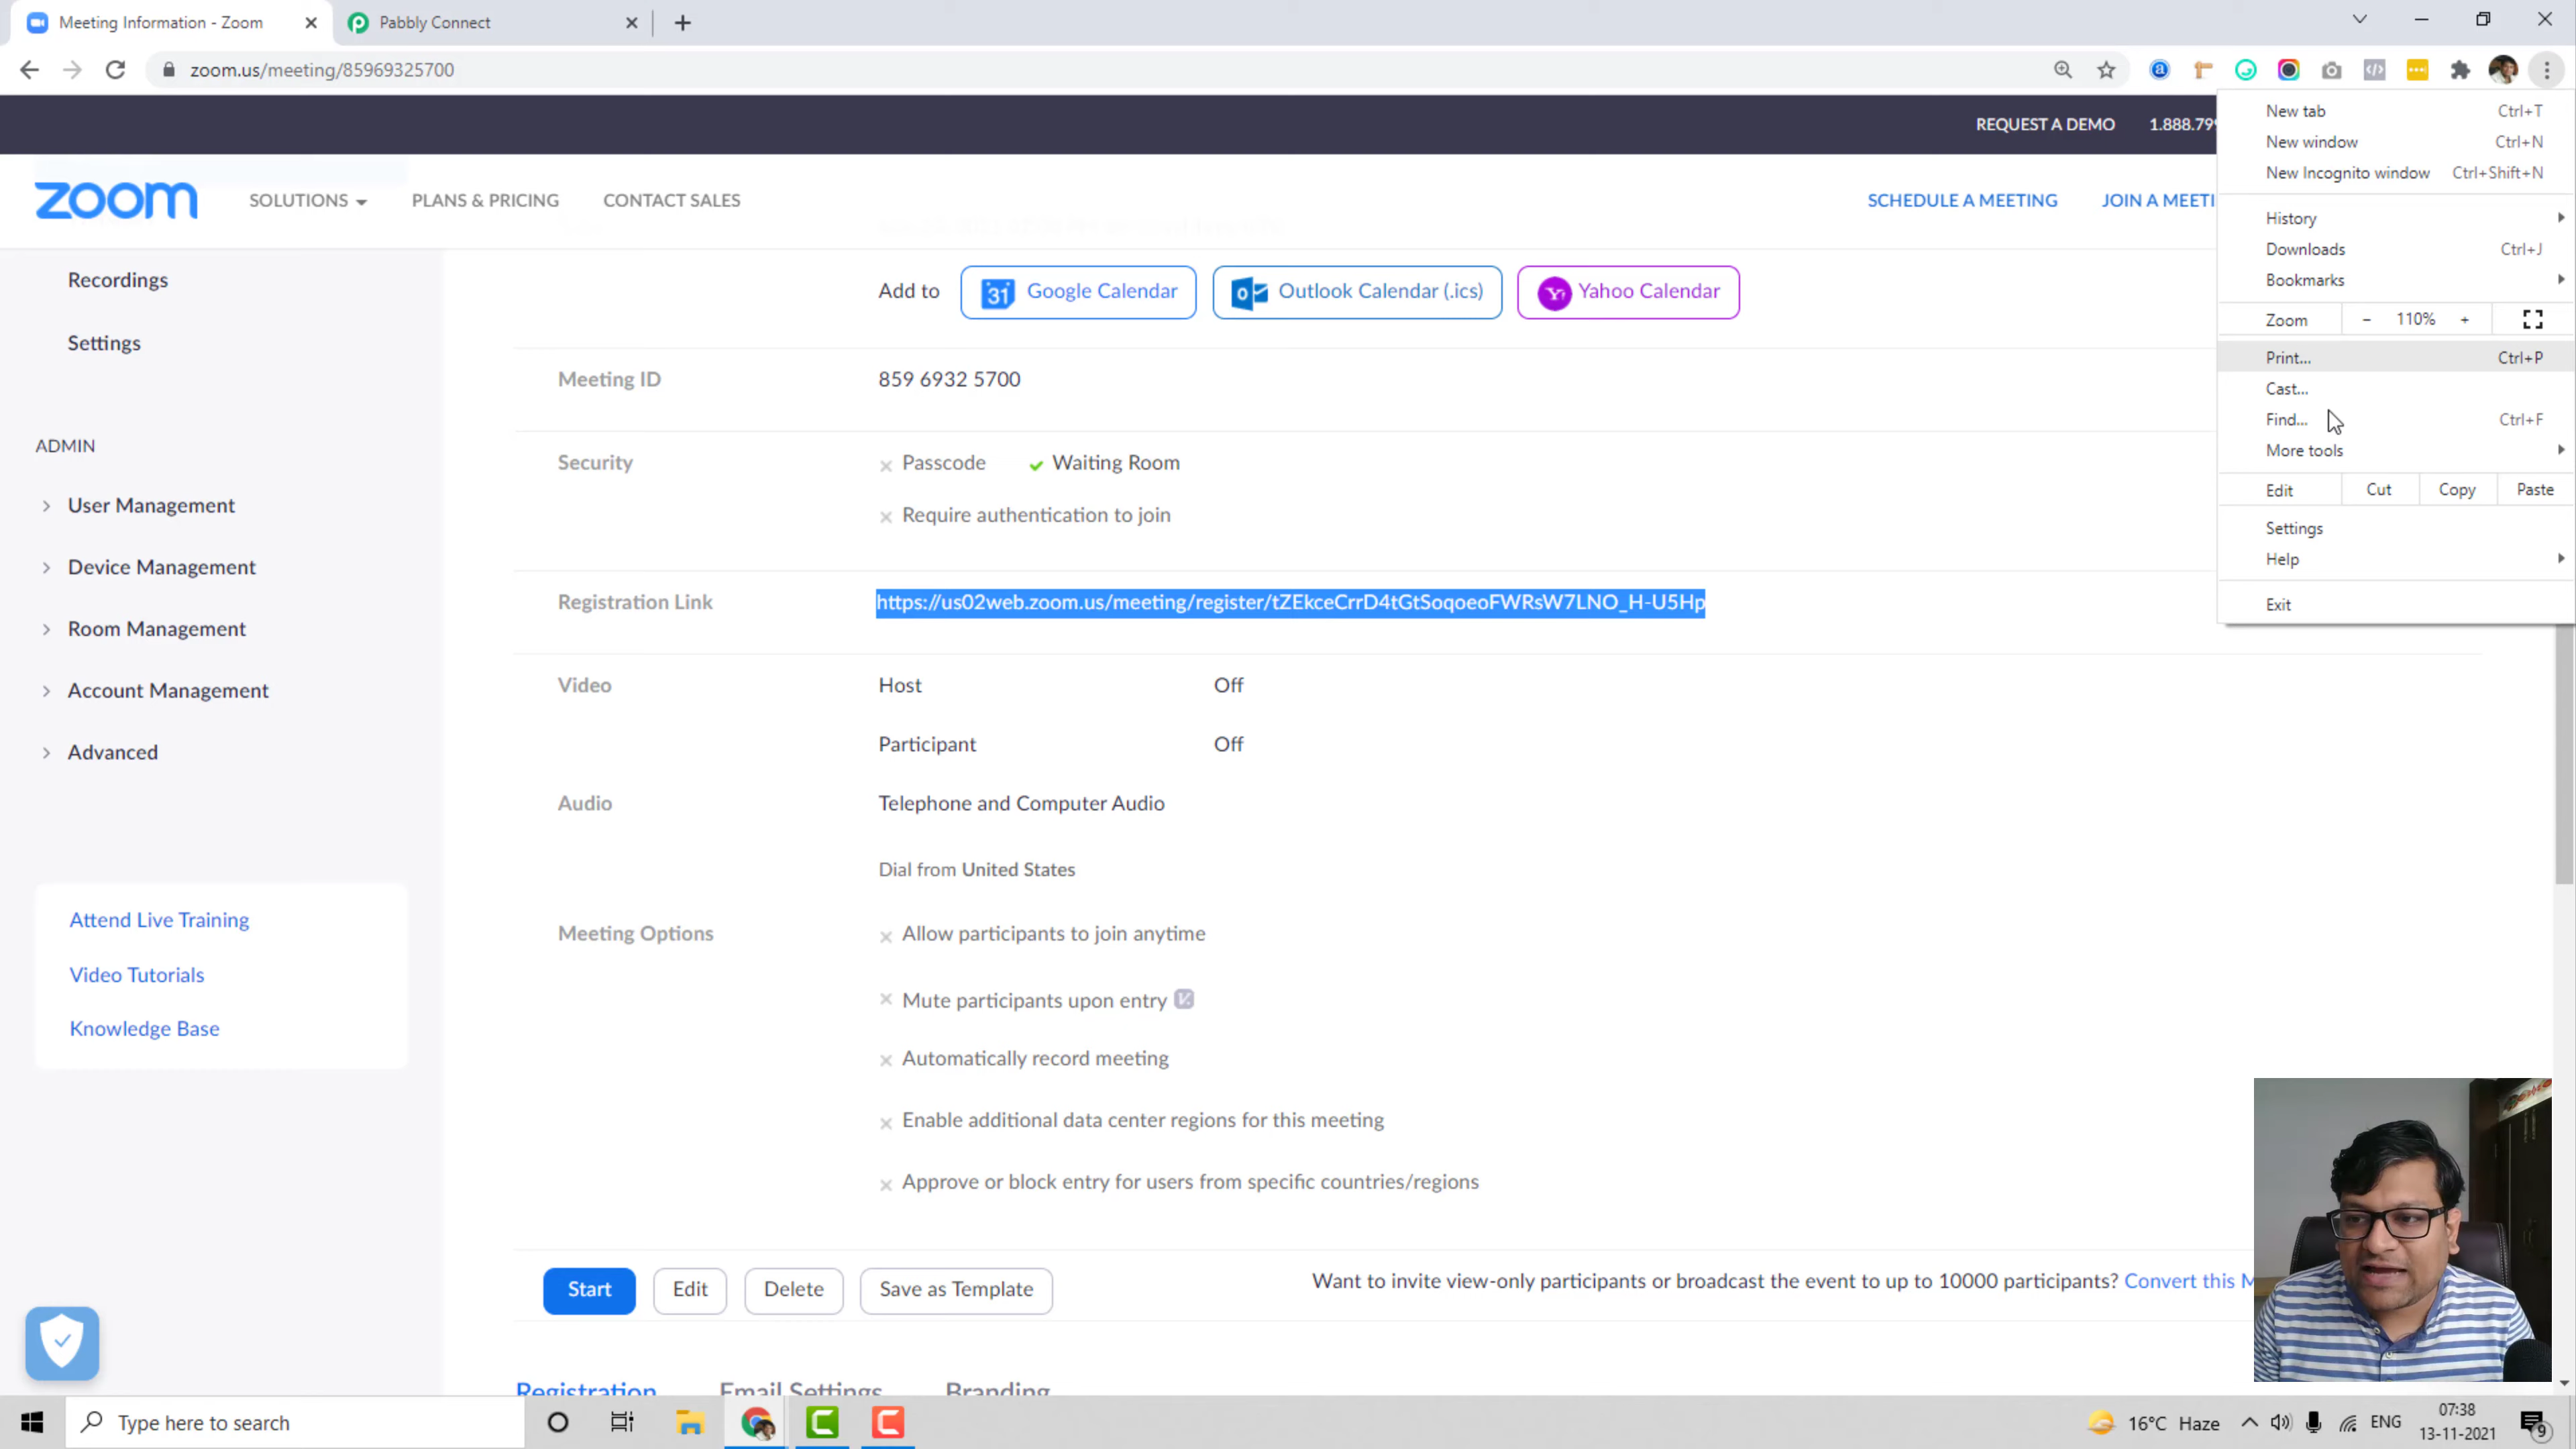 Meeting Information - Zoom
Pabbly Connect
zoom.us/meeting/85969325700
REQUEST A DEMO 1.888.79
zoom SOLUTIONS PLANS & PRICING CONTACT SALES SCHEDULE A MEETING JOIN A MEETI
New tab Ctrl+T
New window Ctrl+N
New Incognito window Ctrl+Shift+N
History
Downloads Ctrl+J
Bookmarks
Zoom - 110% +
Print... Ctrl+P
Cast...
Find... Ctrl+F
More tools
Edit Cut Copy Paste
Settings
Help
Exit
Recordings
Settings
ADMIN
User Management
Device Management
Room Management
Account Management
Advanced
Attend Live Training
Video Tutorials
Knowledge Base
Add to 31 Google Calendar Outlook Calendar (.ics) Yahoo Calendar
Meeting ID 859 6932 5700
Security Passcode Waiting Room
Require authentication to join
Registration Link https://us02web.zoom.us/meeting/register/tZEkceCrrD4tGtSoqoeoFWRsW7LNO_H-U5Hp
Video Host Off
Participant Off
Audio Telephone and Computer Audio
Dial from United States
Meeting Options Allow participants to join anytime
Mute participants upon entry
Automatically record meeting
Enable additional data center regions for this meeting
Approve or block entry for users from specific countries/regions
Start Edit Delete Save as Template Want to invite view-only participants or broadcast the event to up to 10000 participants? Convert this M
Registration Email Settings Branding
Type here to search
16°C Haze ENG
07:38
13-11-2021
9